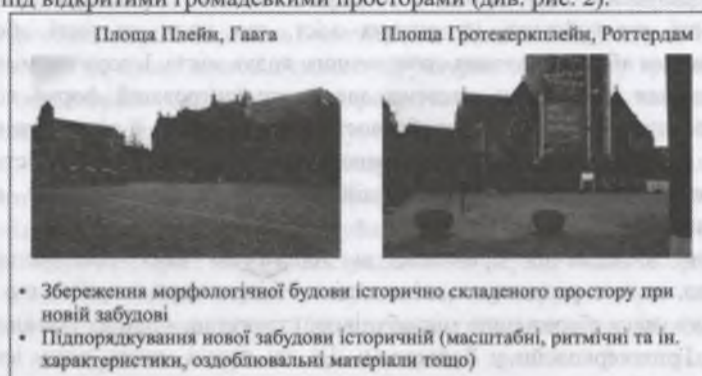 під відкритими громадськими просторами (див. рис. 2).
Площа Плейн, Гаага Площа Гротекеркплейн, Роттердам
• Збереження морфологічної будови історично складеного простору при
новій забудові
• Підпорядкування нової забудови історичній (масштабні, ритмічні та ін.
характеристики, оздоблювальні матеріали тощо)